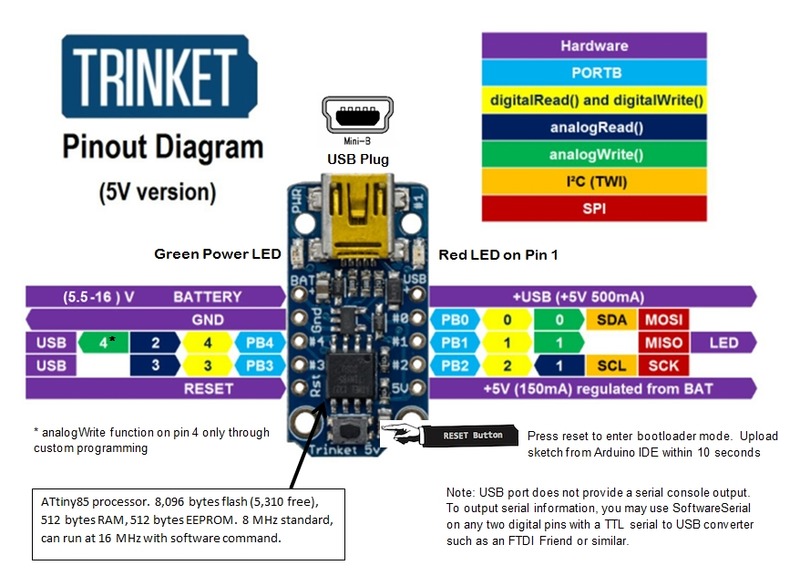 TRINKET
Pinout Diagram
(5V version)
Mini-B
USB Plug
Hardware
PORTB
digitalRead() and digitalWrite()
analogRead()
analogWrite()
I²C (TWI)
SPI
PWR
#1
Green Power LED
Red LED on Pin 1
BAT
USB
(5.5-16 ) V BATTERY
+USB (+5V 500mA)
GND
Gnd
#0
PB0 0 0 SDA MOSI
USB 4* 2 4 PB4
#4
#1
PB1 1 1 MISO LED
USB 3 3 PB3
#3
#2
PB2 2 1 SCL SCK
RESET
Rst
5V
+5V (150mA) regulated from BAT
Trinket 5v
RESET Button
* analogWrite function on pin 4 only through
custom programming
Press reset to enter bootloader mode. Upload
sketch from Arduino IDE within 10 seconds
ATtiny85 processor. 8,096 bytes flash (5,310 free),
512 bytes RAM, 512 bytes EEPROM. 8 MHz standard,
can run at 16 MHz with software command.
Note: USB port does not provide a serial console output.
To output serial information, you may use SoftwareSerial
on any two digital pins with a TTL serial to USB converter
such as an FTDI Friend or similar.